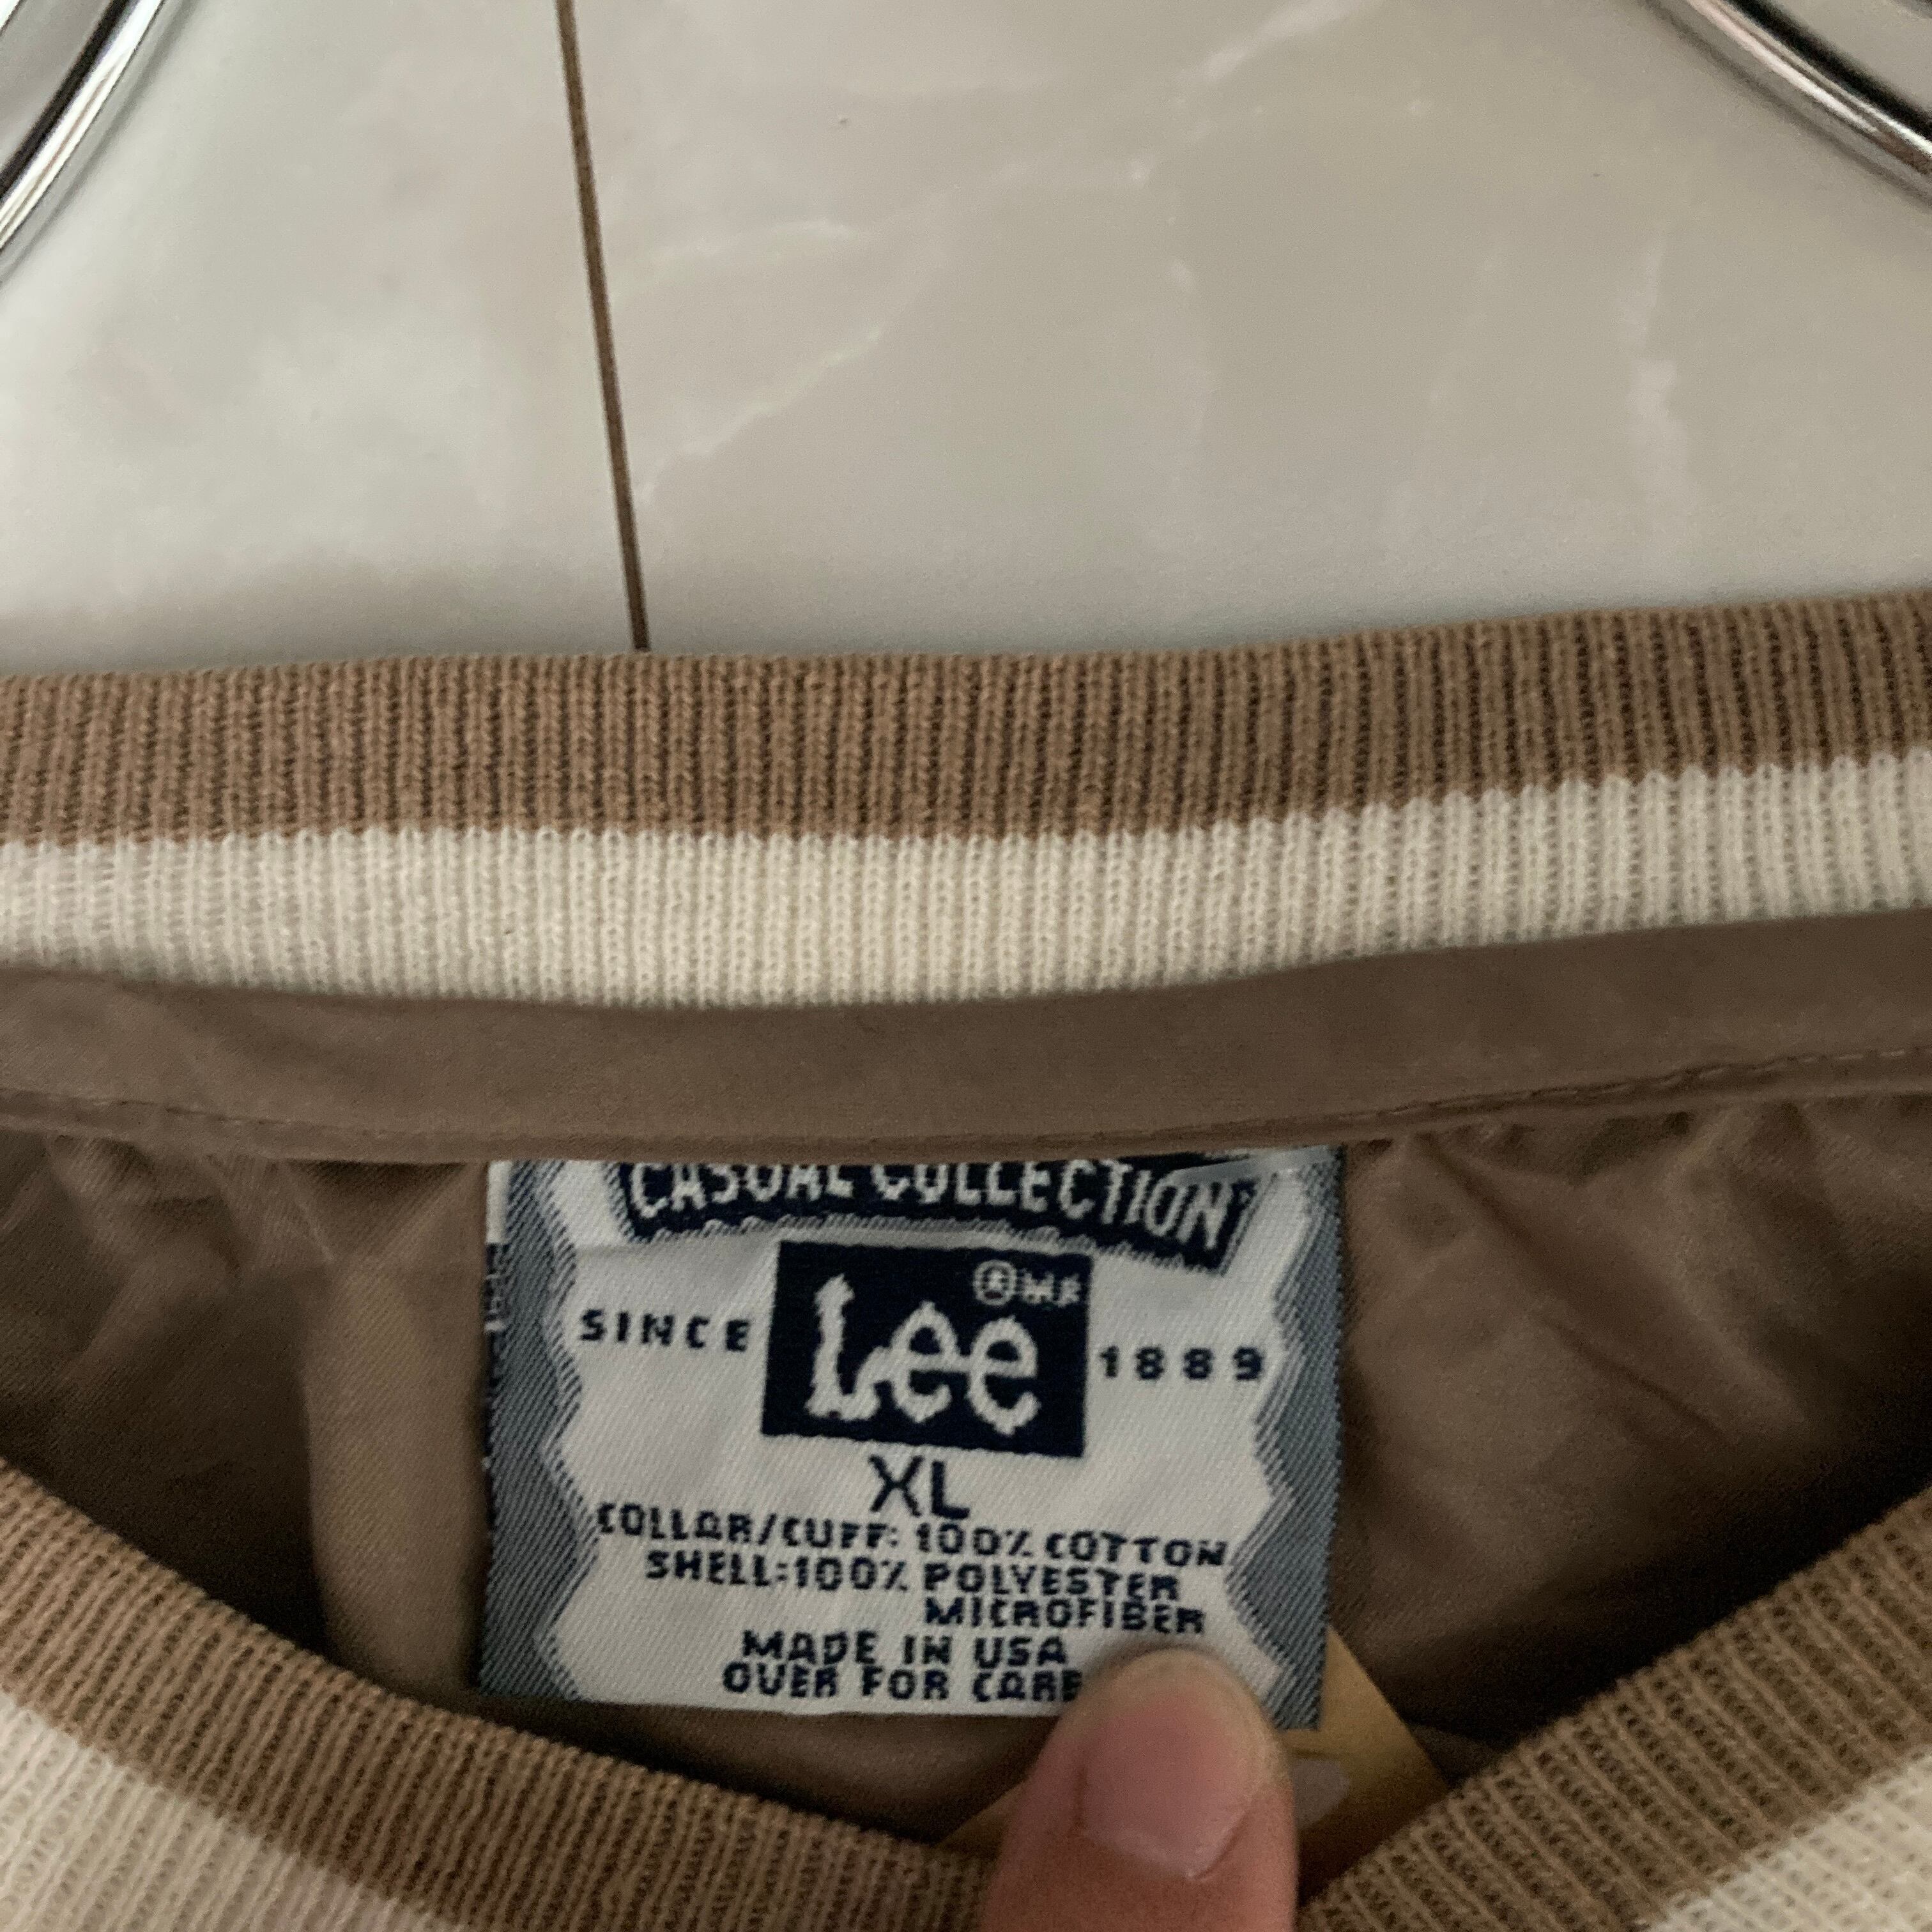 CASUAL COLLECTION
SINCE Lee ® MR 1889
XL
COLLAR/CUFF: 100% COTTON
SHELL: 100% POLYESTER
MICROFIBER
MADE IN USA
OVER FOR CARE